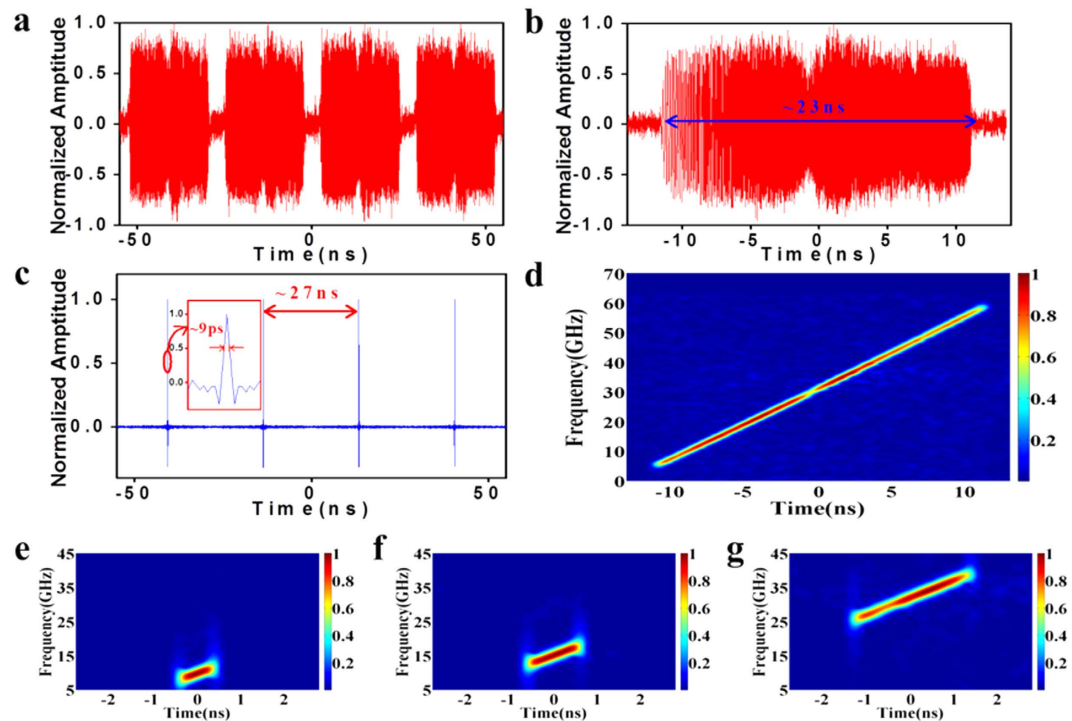 a
Normalized Amptitude
1.0
0.5
0.0
-0.5
-1.0
-50 0 50
Time(ns)
b
Normalized Amptitude
1.0
0.5
0.0
-0.5
-1.0
~23ns
-10 -5 0 5 10
Time(ns)
c
Normalized Amptitude
1.0
0.5
0.0
~9ps
1.0
0.5
0.0
~27ns
-50 0 50
Time(ns)
d
Frequency(GHz)
70
60
50
40
30
20
10
0
-10 -5 0 5 10
Time(ns)
1
0.8
0.6
0.4
0.2
e
Frequency(GHz)
45
35
25
15
5
-2 -1 0 1 2
Time(ns)
1
0.8
0.6
0.4
0.2
f
Frequency(GHz)
45
35
25
15
5
-2 -1 0 1 2
Time(ns)
1
0.8
0.6
0.4
0.2
g
Frequency(GHz)
45
35
25
15
5
-2 -1 0 1 2
Time(ns)
1
0.8
0.6
0.4
0.2